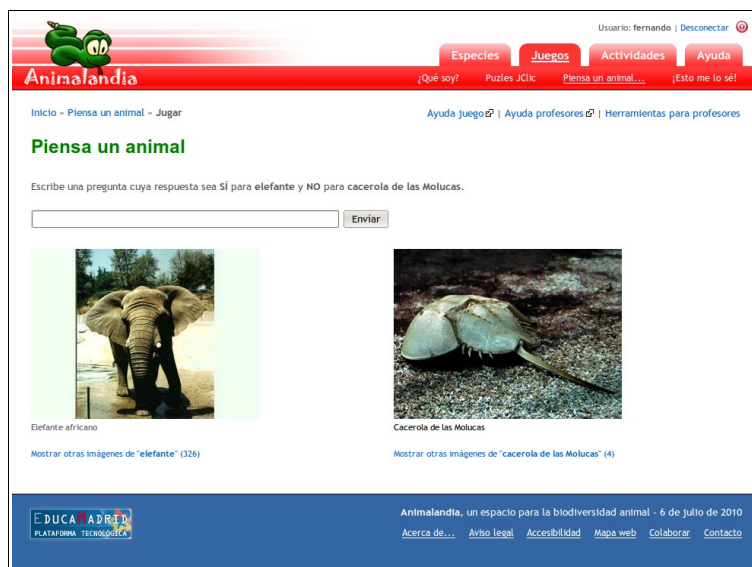 Usuario: fernando | Desconectar
Animalandia
Especies Juegos Actividades Ayuda
¿Qué soy? Puzles JClic Piensa un animal... ¡Esto me lo sé!
Inicio » Piensa un animal » Jugar
Ayuda juego | Ayuda profesores | Herramientas para profesores
Piensa un animal
Escribe una pregunta cuya respuesta sea SÍ para elefante y NO para cacerola de las Molucas.
Enviar
Elefante africano
Cacerola de las Molucas
Mostrar otras imágenes de "elefante" (326)
Mostrar otras imágenes de "cacerola de las Molucas" (4)
EDUCAMADRID
PLATAFORMA TECNOLÓGICA
Animalandia, un espacio para la biodiversidad animal - 6 de julio de 2010
Acerca de... Aviso legal Accesibilidad Mapa web Colaborar Contacto